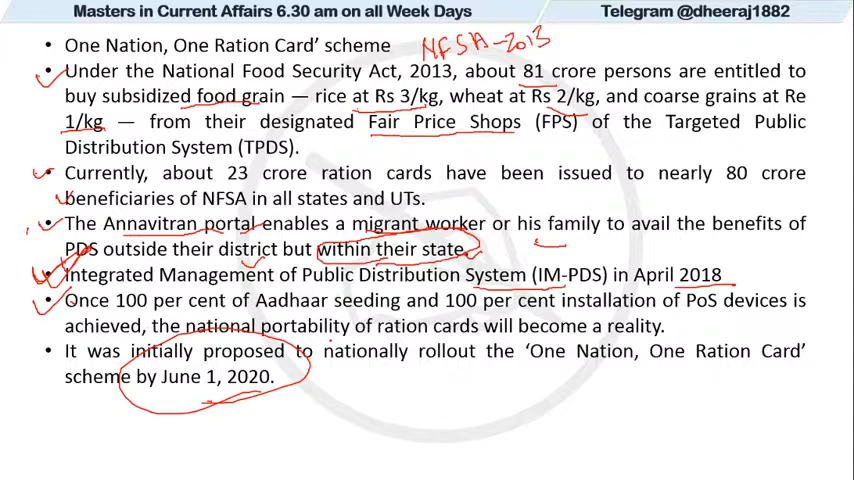 Masters in Current Affairs 6.30 am on all Week Days Telegram @dheeraj1882
• One Nation, One Ration Card’ scheme NFSA-2013
• Under the National Food Security Act, 2013, about 81 crore persons are entitled to
buy subsidized food grain — rice at Rs 3/kg, wheat at Rs 2/kg, and coarse grains at Re
1/kg — from their designated Fair Price Shops (FPS) of the Targeted Public
Distribution System (TPDS).
• Currently, about 23 crore ration cards have been issued to nearly 80 crore
beneficiaries of NFSA in all states and UTs.
• The Annavitran portal enables a migrant worker or his family to avail the benefits of
PDS outside their district but within their state.
• Integrated Management of Public Distribution System (IM-PDS) in April 2018
• Once 100 per cent of Aadhaar seeding and 100 per cent installation of PoS devices is
achieved, the national portability of ration cards will become a reality.
• It was initially proposed to nationally rollout the ‘One Nation, One Ration Card’
scheme by June 1, 2020.